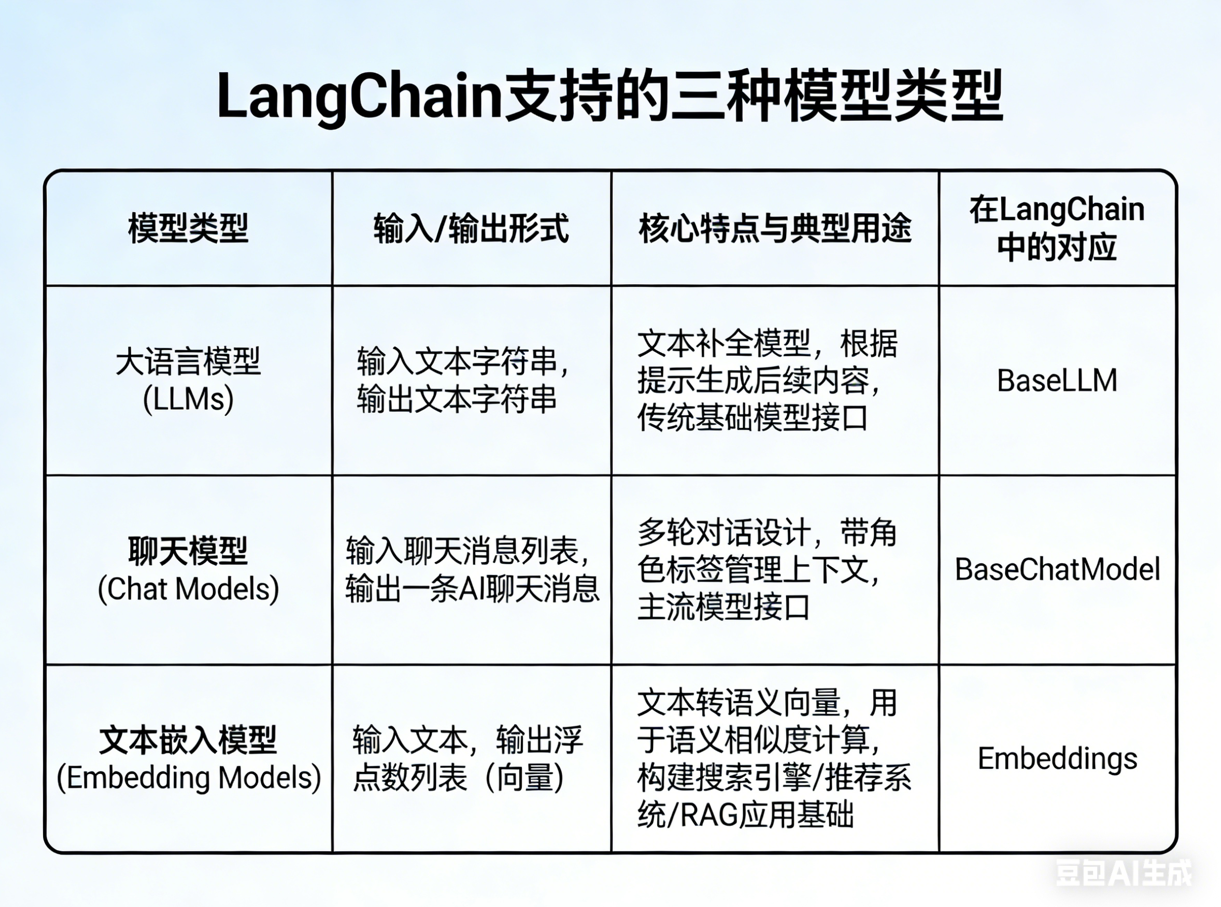 LangChain支持的三种模型类型
模型类型
输入/输出形式
核心特点与典型用途
在LangChain
中的对应
大语言模型
(LLMs)
输入文本字符串，
输出文本字符串
文本补全模型，根据
提示生成后续内容，
传统基础模型接口
BaseLLM
聊天模型
(Chat Models)
输入聊天消息列表，
输出一条AI聊天消息
多轮对话设计，带角
色标签管理上下文，
主流模型接口
BaseChatModel
文本嵌入模型
(Embedding Models)
输入文本，输出浮
点数列表（向量）
文本转语义向量，用
于语义相似度计算，
构建搜索引擎/推荐系
统/RAG应用基础
Embeddings
豆包AI生成